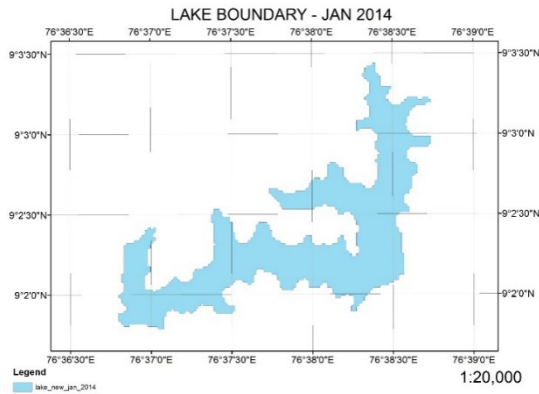 LAKE BOUNDARY - JAN 2014
76°36'0"E 76°36'30"E 76°37'0"E 76°37'30"E 76°38'0"E 76°38'30"E 76°39'0"E
9°3'30"N 9°3'30"N
9°3'0"N 9°3'0"N
9°2'30"N 9°2'30"N
9°2'0"N 9°2'0"N
76°36'30"E 76°37'0"E 76°37'30"E 76°38'0"E 76°38'30"E 76°39'0"E
Legend
lake_new_jan_2014
1:20,000